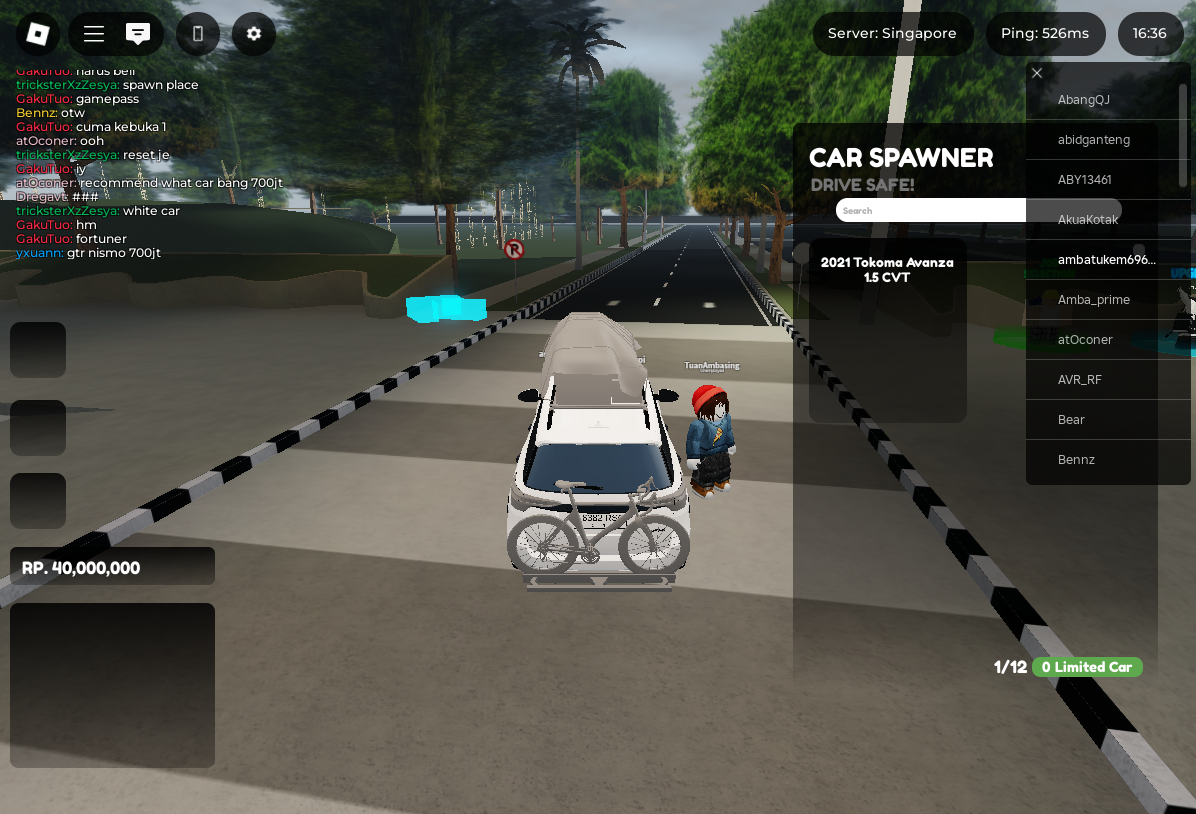 Server: Singapore
Ping: 526ms
16:36
GakuTuo: harus beli
tricksterXzZesya: spawn place
GakuTuo: gamepass
Bennz: otw
GakuTuo: cuma kebuka 1
atOconer: ooh
tricksterXzZesya: reset je
GakuTuo: iy
atOconer: recommend what car bang 700jt
Dregavt: ###
tricksterXzZesya: white car
GakuTuo: hm
GakuTuo: fortuner
yxuann: gtr nismo 700jt
CAR SPAWNER
DRIVE SAFE!
Search
2021 Tokoma Avanza
1.5 CVT
1/12
0 Limited Car
AbangQJ
abidganteng
ABY13461
AkuaKotak
ambatukem696...
Amba_prime
atOconer
AVR_RF
Bear
Bennz
TuanAmbasing
RP. 40,000,000